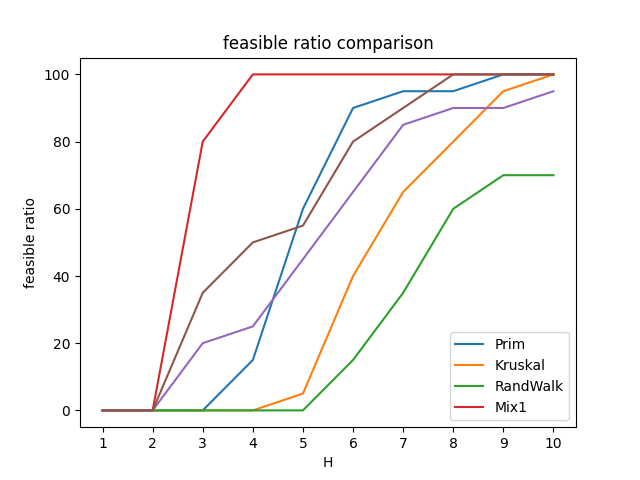 feasible ratio comparison
100
80
60
40
20
0
feasible ratio
1 2 3 4 5 6 7 8 9 10
H
Prim
Kruskal
RandWalk
Mix1